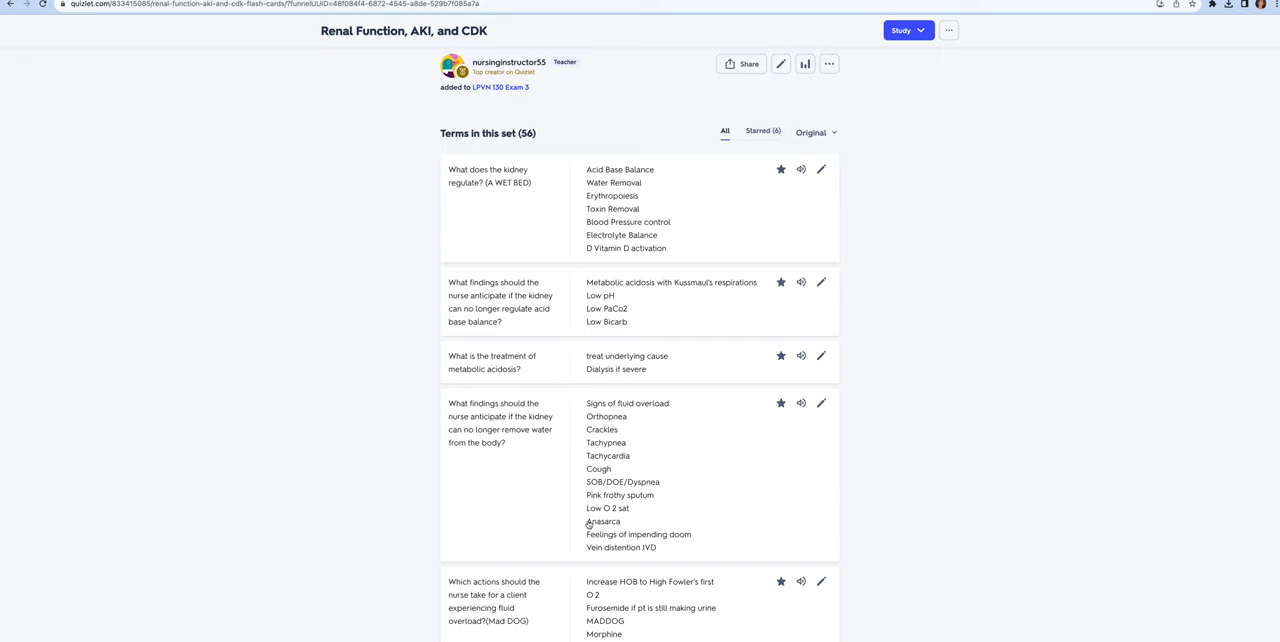 quizlet.com/833415085/renal-function-aki-and-cdk-flash-cards/?funnelUUID=48f084f4-6872-4545-a8de-529b7f085a7a
Renal Function, AKI, and CDK
Study
nursinginstructor55 Teacher
Top creator on Quizlet
Share
added to LPVN 130 Exam 3
Terms in this set (56)
All Starred (6) Original
What does the kidney
regulate? (A WET BED)
Acid Base Balance
Water Removal
Erythropoiesis
Toxin Removal
Blood Pressure control
Electrolyte Balance
D Vitamin D activation
What findings should the
nurse anticipate if the kidney
can no longer regulate acid
base balance?
Metabolic acidosis with Kussmaul's respirations
Low pH
Low PaCo2
Low Bicarb
What is the treatment of
metabolic acidosis?
treat underlying cause
Dialysis if severe
What findings should the
nurse anticipate if the kidney
can no longer remove water
from the body?
Signs of fluid overload:
Orthopnea
Crackles
Tachypnea
Tachycardia
Cough
SOB/DOE/Dyspnea
Pink frothy sputum
Low O 2 sat
Anasarca
Feelings of impending doom
Vein distention JVD
Which actions should the
nurse take for a client
experiencing fluid
overload?(Mad DOG)
Increase HOB to High Fowler's first
O 2
Furosemide if pt is still making urine
MADDOG
Morphine